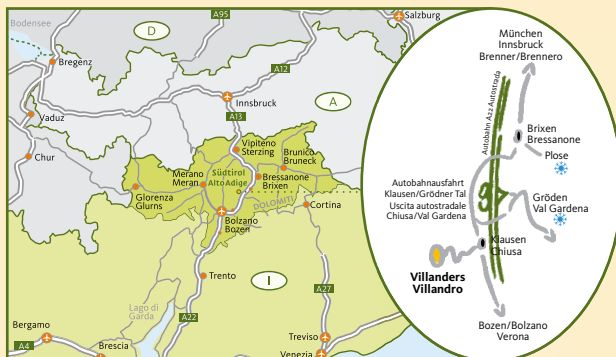 Bodensee
A95
Salzburg
D
Bregenz
A12
Innsbruck
A
Vaduz
A13
Chur
Vipiteno
Sterzing
Brunico
Bruneck
Merano
Meran
Südtirol
Alto Adige
Bressanone
Brixen
Glorenza
Glurns
DOLOMITI
Cortina
Bolzano
Bozen
Trento
I
A27
Lago di
Garda
A22
Bergamo
Treviso
A4
Brescia
Venezia
München
Innsbruck
Brenner/Brennero
Autobahn A22 Autostrada
Brixen
Bressanone
Plose
Autobahnausfahrt
Klausen/Grödner Tal
Uscita autostradale
Chiusa/Val Gardena
Gröden
Val Gardena
Klausen
Chiusa
Villanders
Villandro
Bozen/Bolzano
Verona